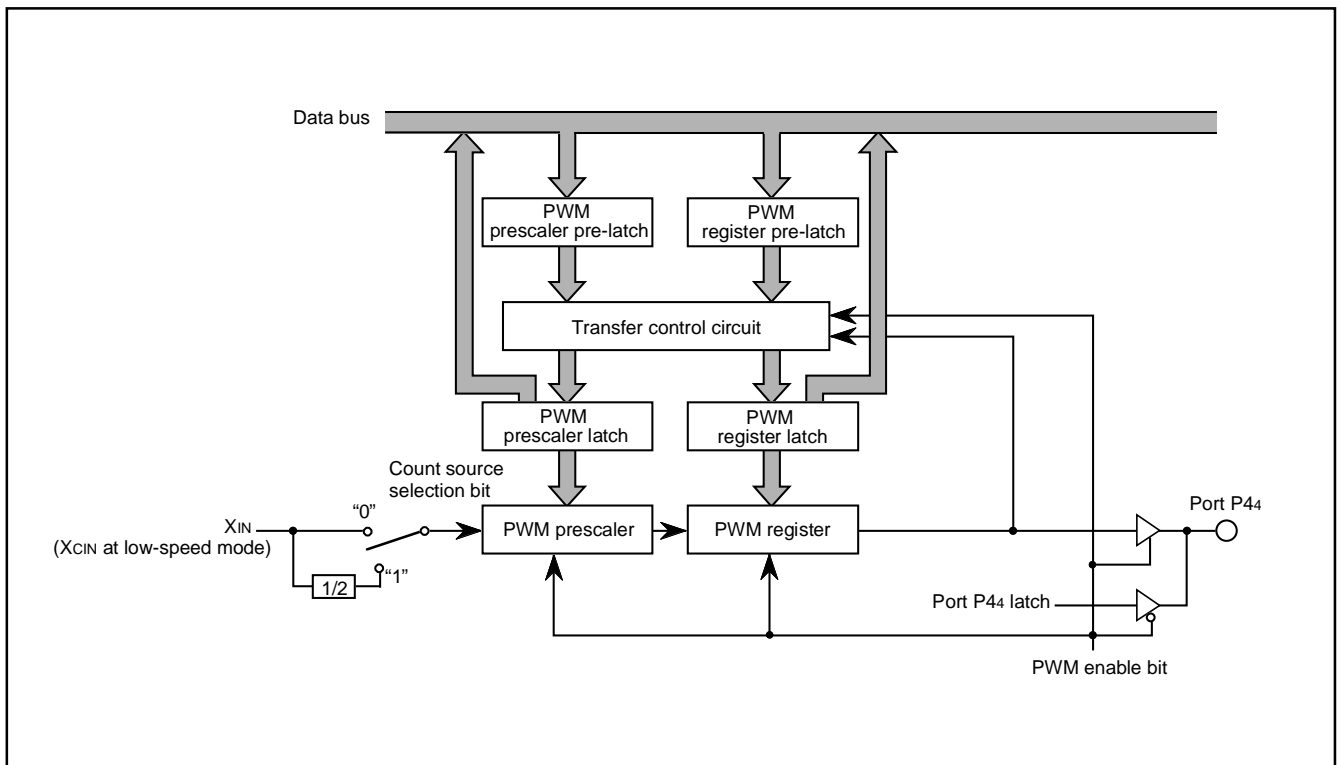 Data bus
PWM
prescaler pre-latch
PWM
register pre-latch
Transfer control circuit
PWM
prescaler latch
PWM
register latch
Count source
selection bit
XIN
(XCIN at low-speed mode)
“0”
“1”
1/2
PWM prescaler
PWM register
Port P44
Port P44 latch
PWM enable bit